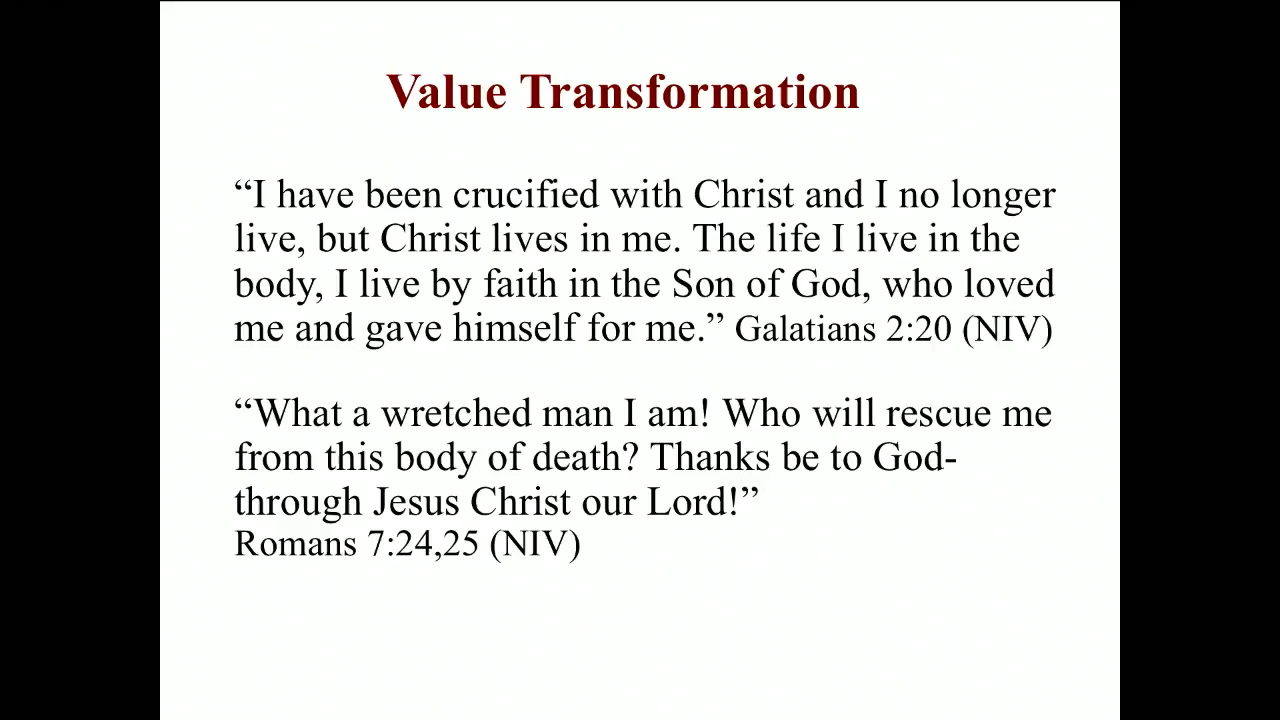 Value Transformation
“I have been crucified with Christ and I no longer
live, but Christ lives in me. The life I live in the
body, I live by faith in the Son of God, who loved
me and gave himself for me.” Galatians 2:20 (NIV)
“What a wretched man I am! Who will rescue me
from this body of death? Thanks be to God-
through Jesus Christ our Lord!”
Romans 7:24,25 (NIV)